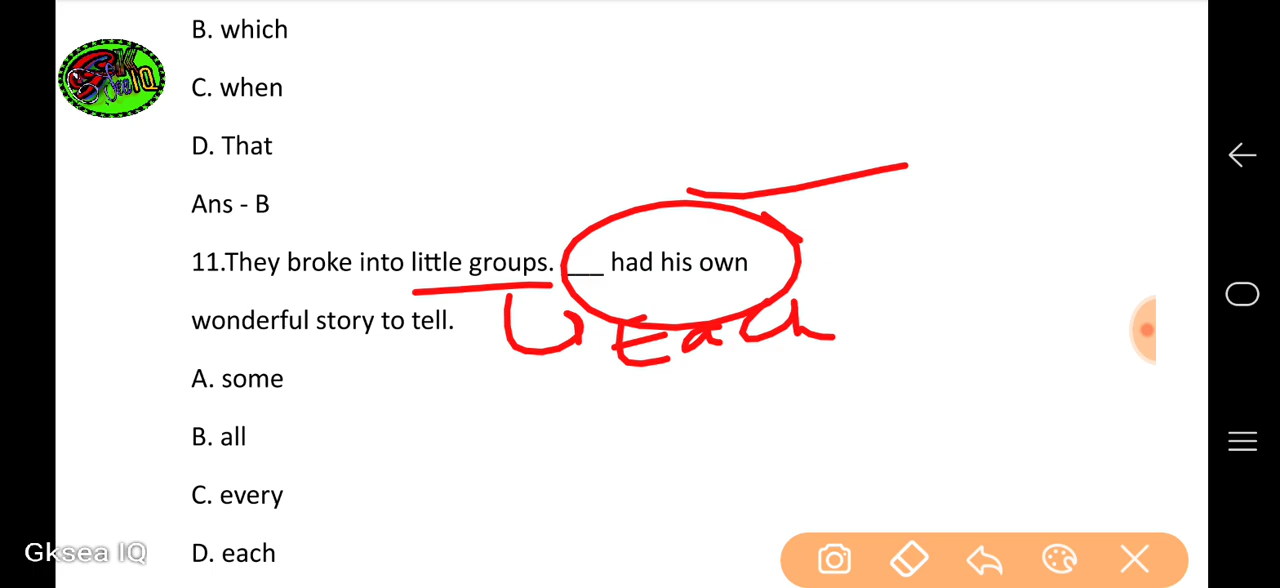 B. which
C. when
D. That
Ans - B
11.They broke into little groups. ___ had his own
wonderful story to tell.
Each
A. some
B. all
C. every
D. each
Gksea IQ